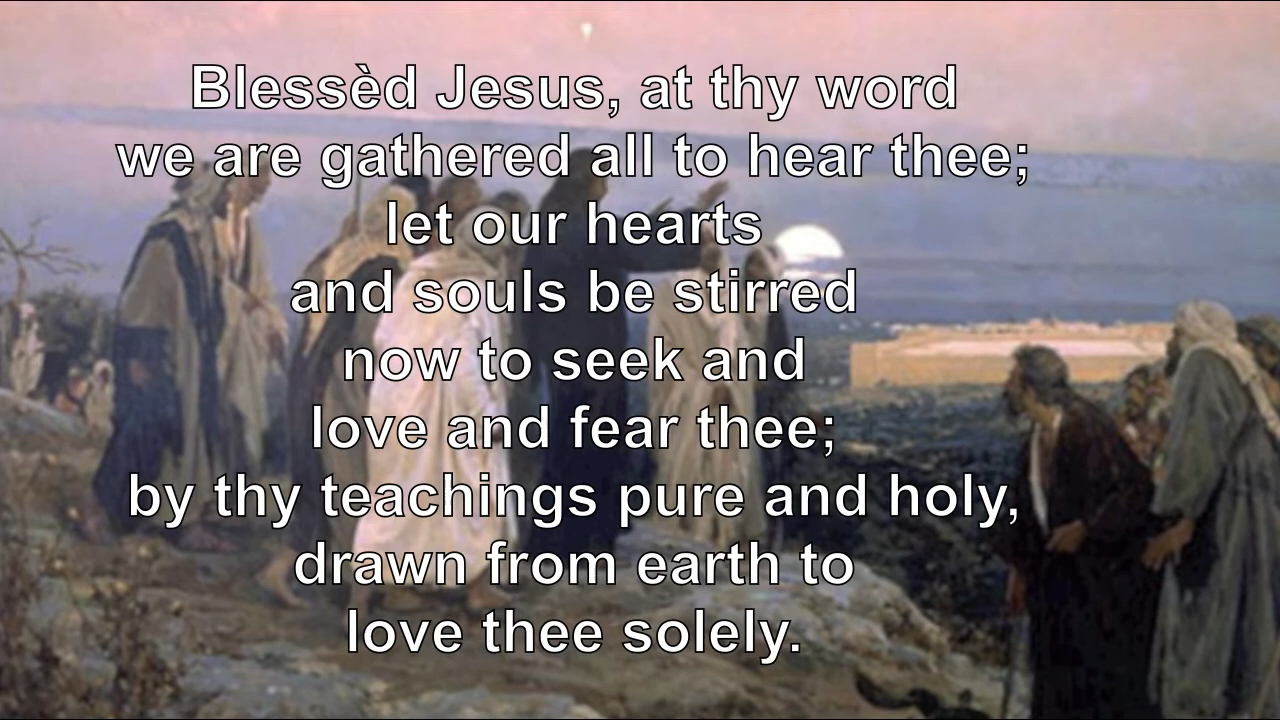 Blessèd Jesus, at thy word
we are gathered all to hear thee;
let our hearts
and souls be stirred
now to seek and
love and fear thee;
by thy teachings pure and holy,
drawn from earth to
love thee solely.